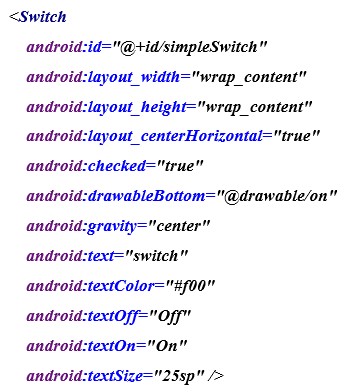 <Switch
android:id="@+id/simpleSwitch"
android:layout_width="wrap_content"
android:layout_height="wrap_content"
android:layout_centerHorizontal="true"
android:checked="true"
android:drawableBottom="@drawable/on"
android:gravity="center"
android:text="switch"
android:textColor="#f00"
android:textOff="Off"
android:textOn="On"
android:textSize="25sp" />